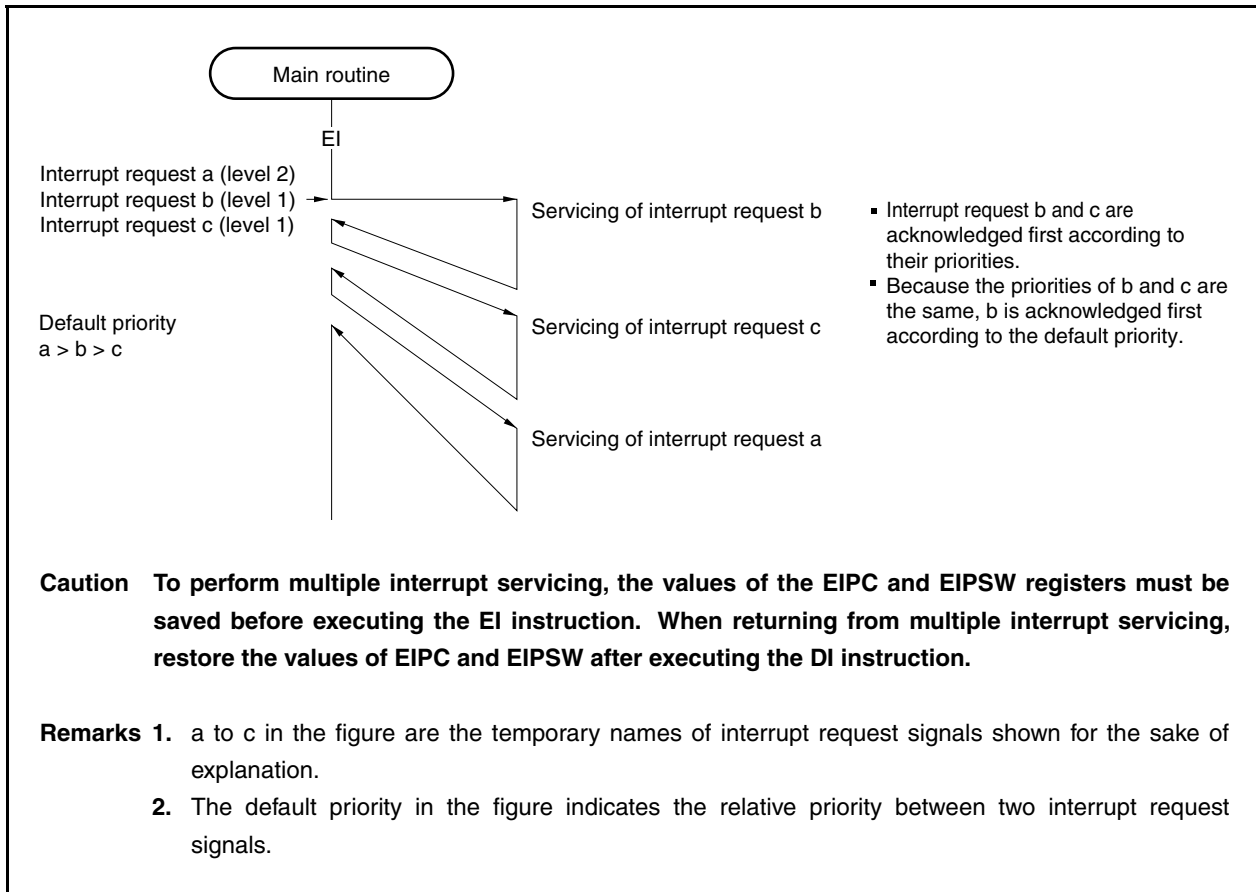 Main routine
EI
Interrupt request a (level 2)
Interrupt request b (level 1)
Interrupt request c (level 1)
Servicing of interrupt request b
▪ Interrupt request b and c are
acknowledged first according to
their priorities.
▪ Because the priorities of b and c are
the same, b is acknowledged first
according to the default priority.
Default priority
a > b > c
Servicing of interrupt request c
Servicing of interrupt request a
Caution To perform multiple interrupt servicing, the values of the EIPC and EIPSW registers must be
saved before executing the EI instruction. When returning from multiple interrupt servicing,
restore the values of EIPC and EIPSW after executing the DI instruction.
Remarks 1. a to c in the figure are the temporary names of interrupt request signals shown for the sake of
explanation.
2. The default priority in the figure indicates the relative priority between two interrupt request
signals.